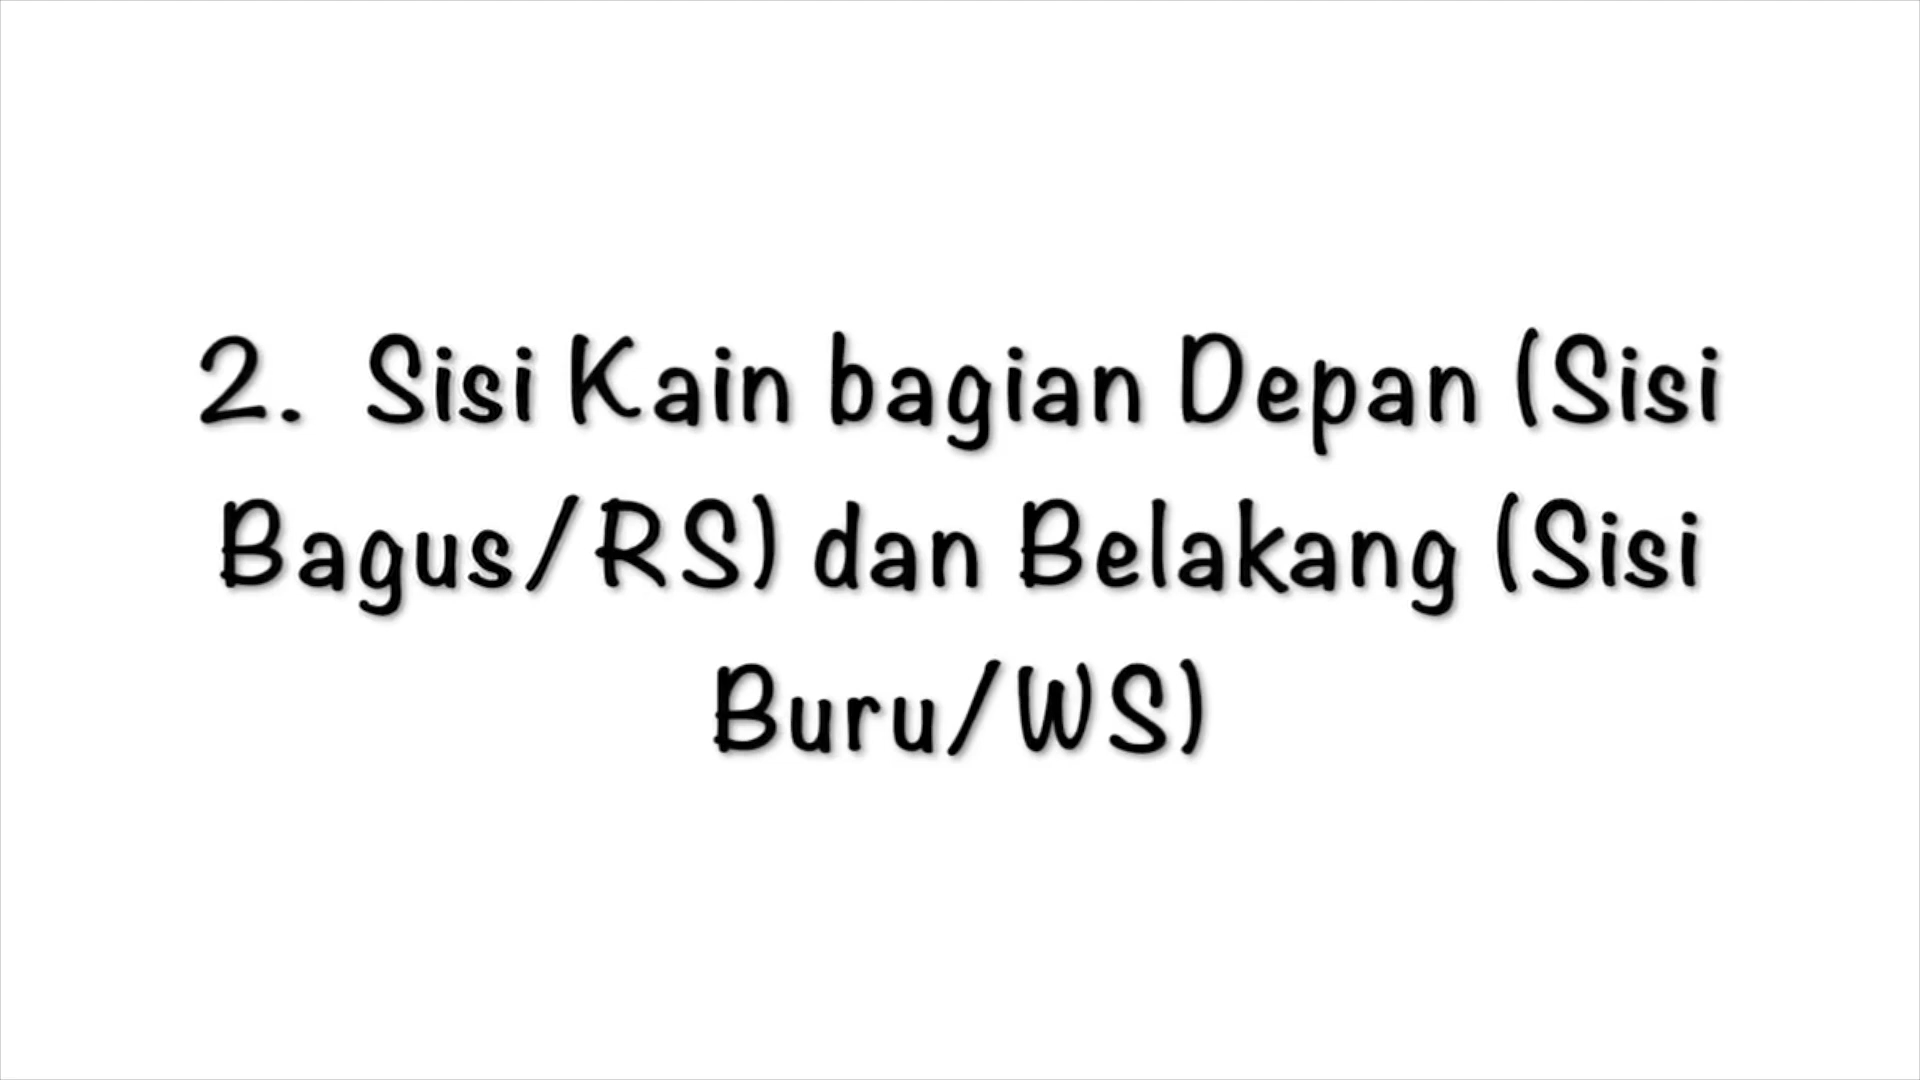 2. Sisi Kain bagian Depan (Sisi
Bagus/RS) dan Belakang (Sisi
Buru/WS)